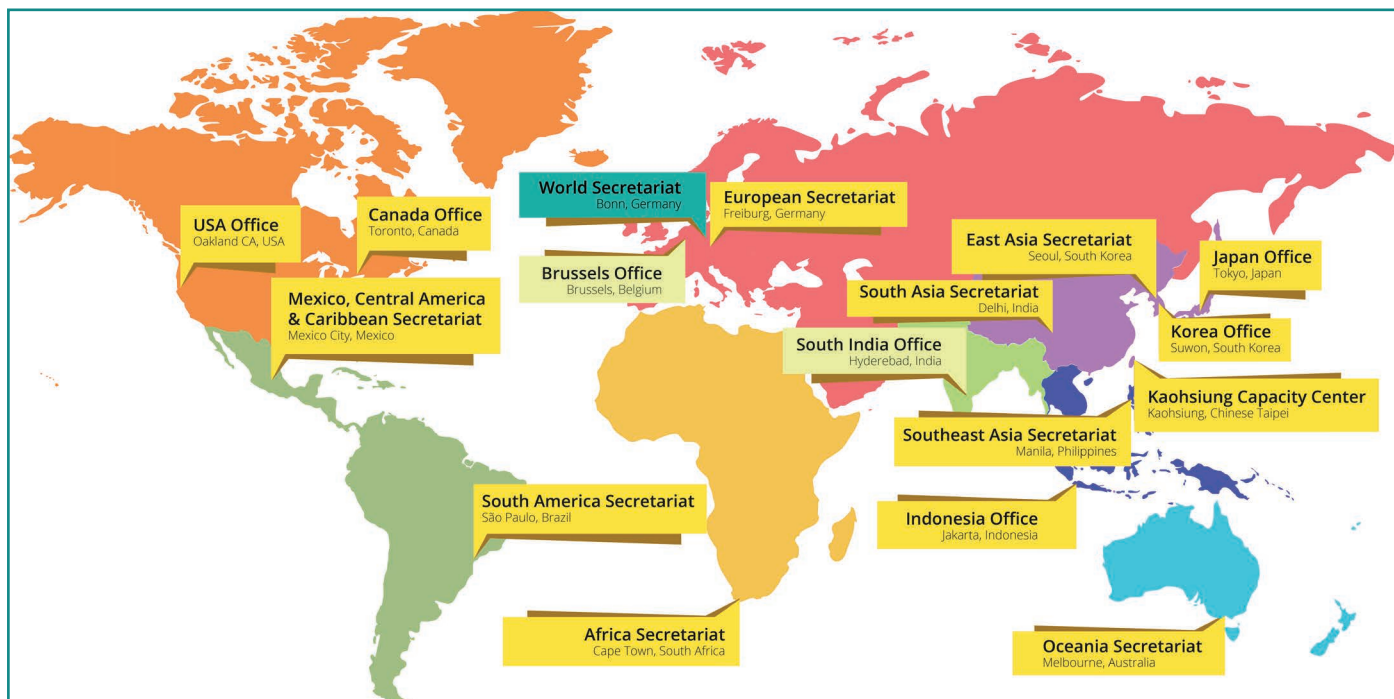 World Secretariat
Bonn, Germany
European Secretariat
Freiburg, Germany
USA Office
Oakland CA, USA
Canada Office
Toronto, Canada
East Asia Secretariat
Seoul, South Korea
Japan Office
Tokyo, Japan
Brussels Office
Brussels, Belgium
Mexico, Central America
& Caribbean Secretariat
Mexico City, Mexico
South Asia Secretariat
Delhi, India
Korea Office
Suwon, South Korea
South India Office
Hyderebad, India
Kaohsiung Capacity Center
Kaohsiung, Chinese Taipei
Southeast Asia Secretariat
Manila, Philippines
South America Secretariat
São Paulo, Brazil
Indonesia Office
Jakarta, Indonesia
Africa Secretariat
Cape Town, South Africa
Oceania Secretariat
Melbourne, Australia